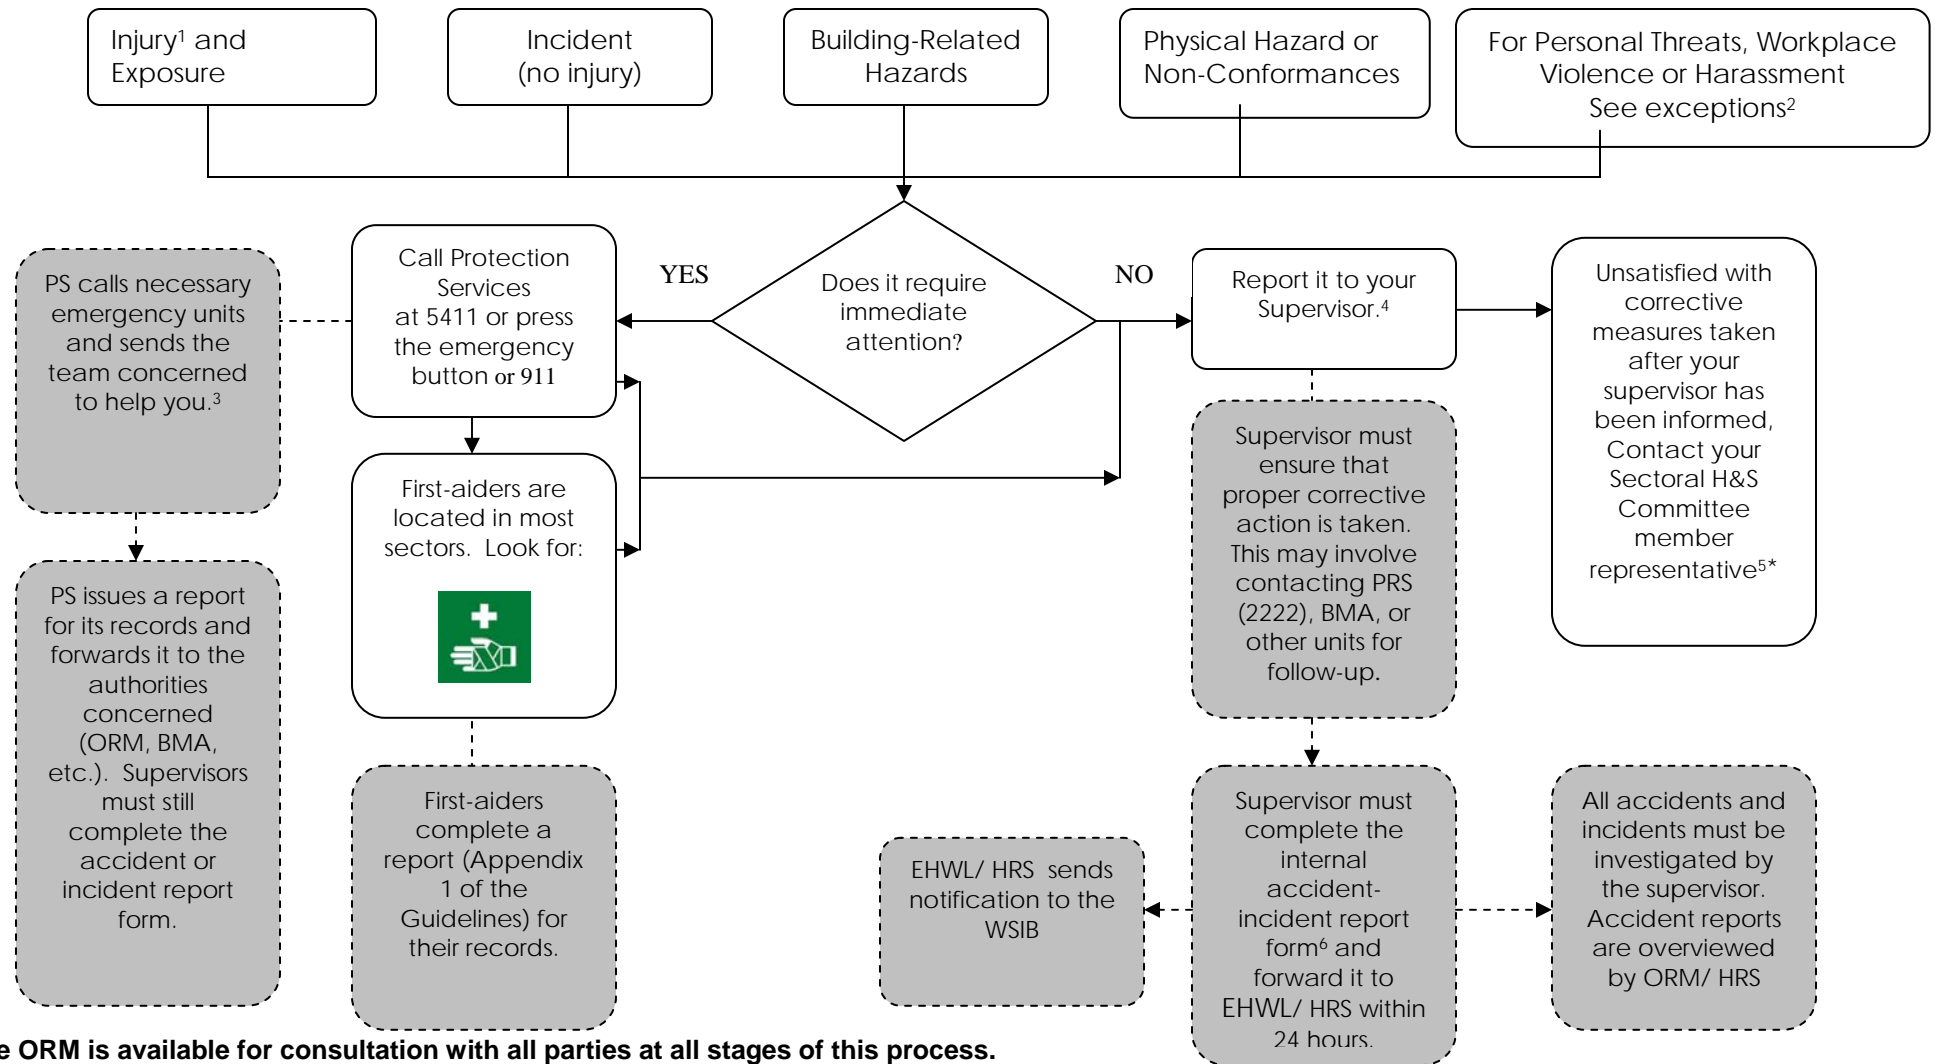 Injury¹ and
Exposure
Incident
(no injury)
Building-Related
Hazards
Physical Hazard or
Non-Conformances
For Personal Threats, Workplace
Violence or Harassment
See exceptions²
PS calls necessary
emergency units
and sends the
team concerned
to help you.³
Call Protection
Services
at 5411 or press
the emergency
button or 911
YES
Does it require
immediate
attention?
NO
Report it to your
Supervisor.⁴
Unsatisfied with
corrective
measures taken
after your
supervisor has
been informed,
Contact your
Sectoral H&S
Committee
member
representative⁵*
First-aiders are
located in most
sectors. Look for:
Supervisor must
ensure that
proper corrective
action is taken.
This may involve
contacting PRS
(2222), BMA, or
other units for
follow-up.
PS issues a report
for its records and
forwards it to the
authorities
concerned
(ORM, BMA,
etc.). Supervisors
must still
complete the
accident or
incident report
form.
First-aiders
complete a
report (Appendix
1 of the
Guidelines) for
their records.
EHWL/ HRS sends
notification to the
WSIB
Supervisor must
complete the
internal
accident-
incident report
form⁶ and
forward it to
EHWL/ HRS within
24 hours.
All accidents and
incidents must be
investigated by
the supervisor.
Accident reports
are overviewed
by ORM/ HRS
e ORM is available for consultation with all parties at all stages of this process.